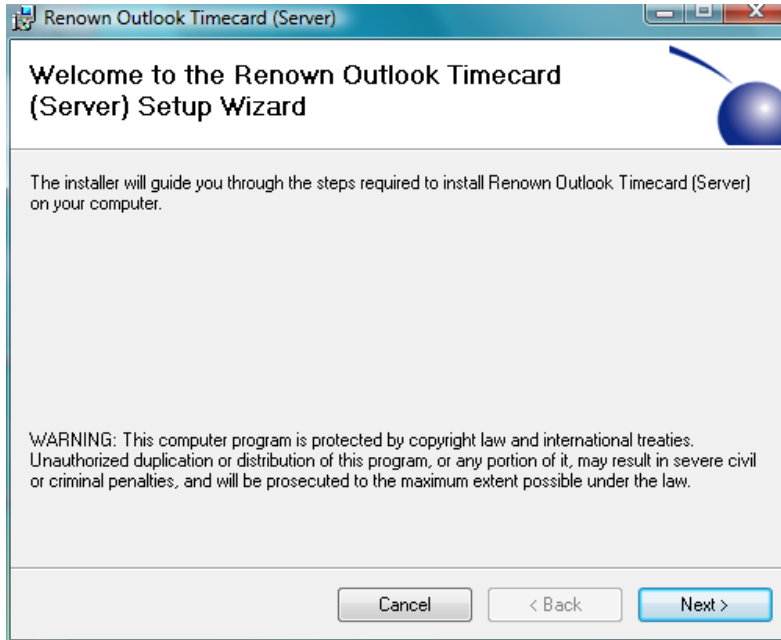 Renown Outlook Timecard (Server)
Welcome to the Renown Outlook Timecard
(Server) Setup Wizard
The installer will guide you through the steps required to install Renown Outlook Timecard (Server)
on your computer.
WARNING: This computer program is protected by copyright law and international treaties.
Unauthorized duplication or distribution of this program, or any portion of it, may result in severe civil
or criminal penalties, and will be prosecuted to the maximum extent possible under the law.
Cancel
< Back
Next >